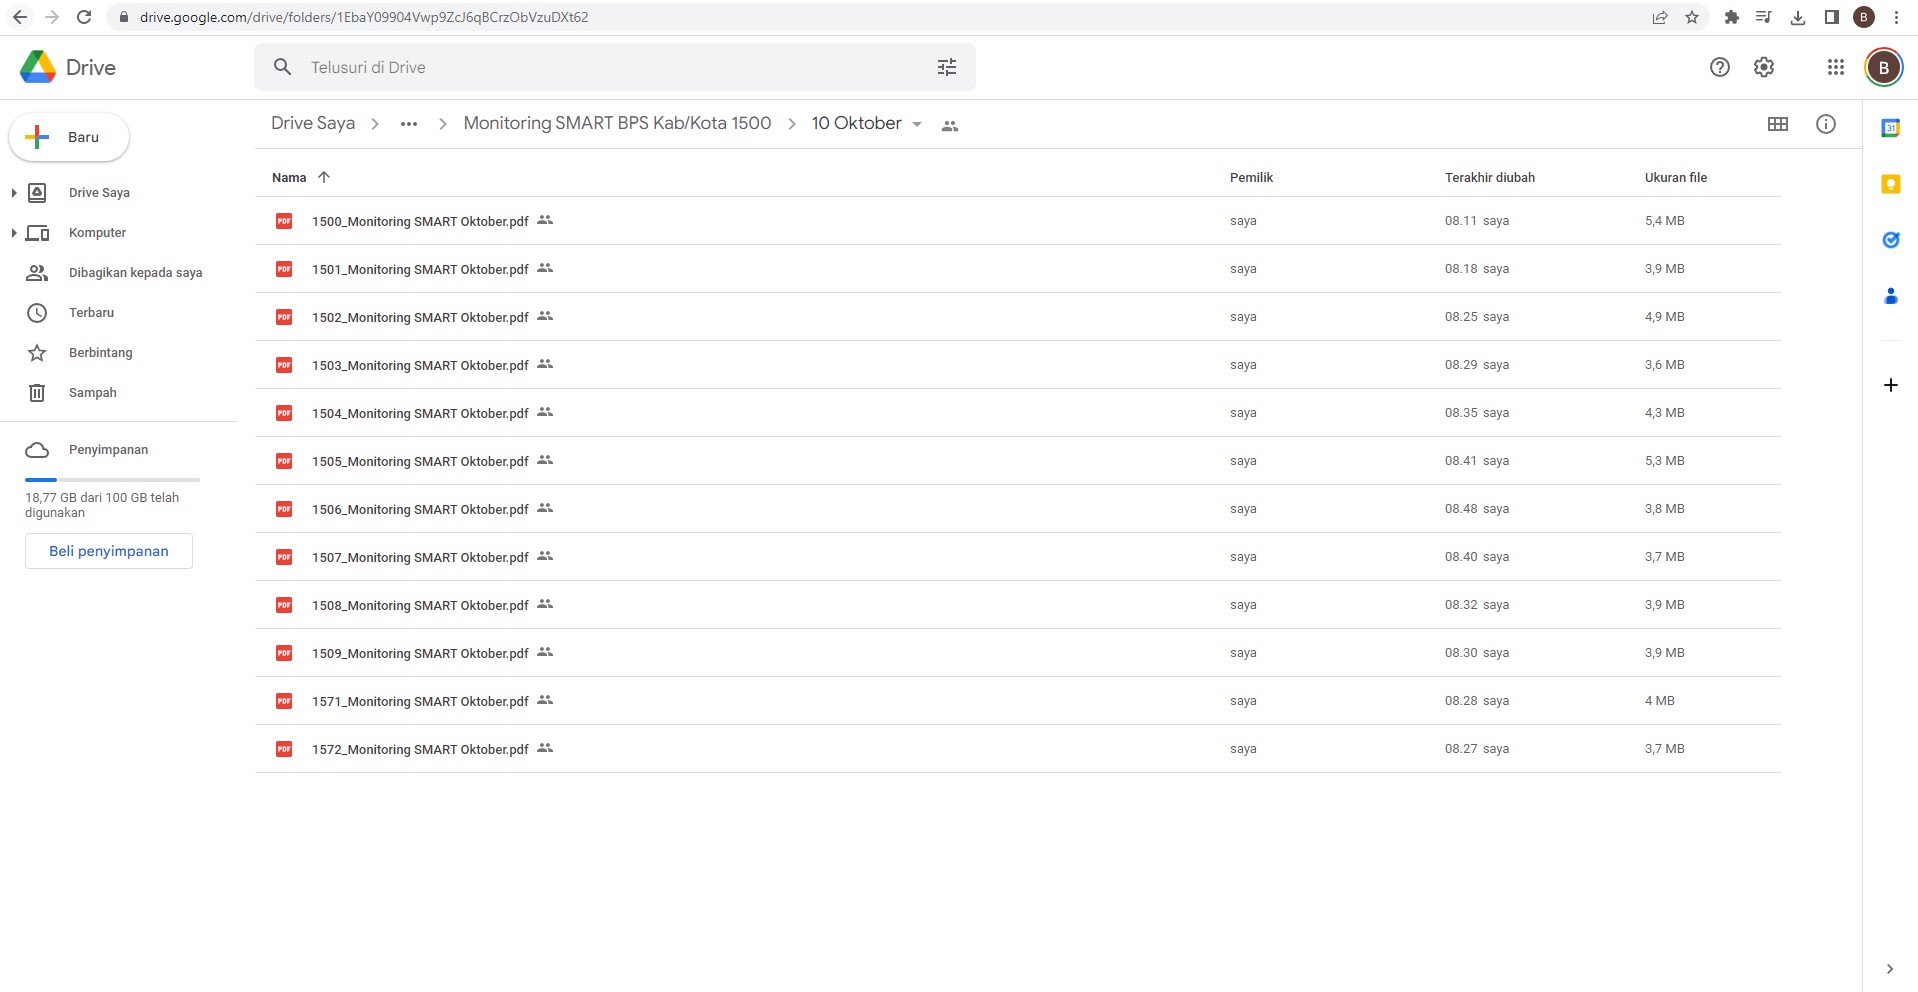 drive.google.com/drive/folders/1EbaY09904Vwp9ZcJ6qBCrzObVzuDXt62
B
Drive
Telusuri di Drive
B
Baru
Drive Saya
Komputer
Dibagikan kepada saya
Terbaru
Berbintang
Sampah
Penyimpanan
18,77 GB dari 100 GB telah
digunakan
Beli penyimpanan
Drive Saya > ••• > Monitoring SMART BPS Kab/Kota 1500 > 10 Oktober
Nama Pemilik Terakhir diubah Ukuran file
PDF 1500_Monitoring SMART Oktober.pdf saya 08.11 saya 5,4 MB
PDF 1501_Monitoring SMART Oktober.pdf saya 08.18 saya 3,9 MB
PDF 1502_Monitoring SMART Oktober.pdf saya 08.25 saya 4,9 MB
PDF 1503_Monitoring SMART Oktober.pdf saya 08.29 saya 3,6 MB
PDF 1504_Monitoring SMART Oktober.pdf saya 08.35 saya 4,3 MB
PDF 1505_Monitoring SMART Oktober.pdf saya 08.41 saya 5,3 MB
PDF 1506_Monitoring SMART Oktober.pdf saya 08.48 saya 3,8 MB
PDF 1507_Monitoring SMART Oktober.pdf saya 08.40 saya 3,7 MB
PDF 1508_Monitoring SMART Oktober.pdf saya 08.32 saya 3,9 MB
PDF 1509_Monitoring SMART Oktober.pdf saya 08.30 saya 3,9 MB
PDF 1571_Monitoring SMART Oktober.pdf saya 08.28 saya 4 MB
PDF 1572_Monitoring SMART Oktober.pdf saya 08.27 saya 3,7 MB
31